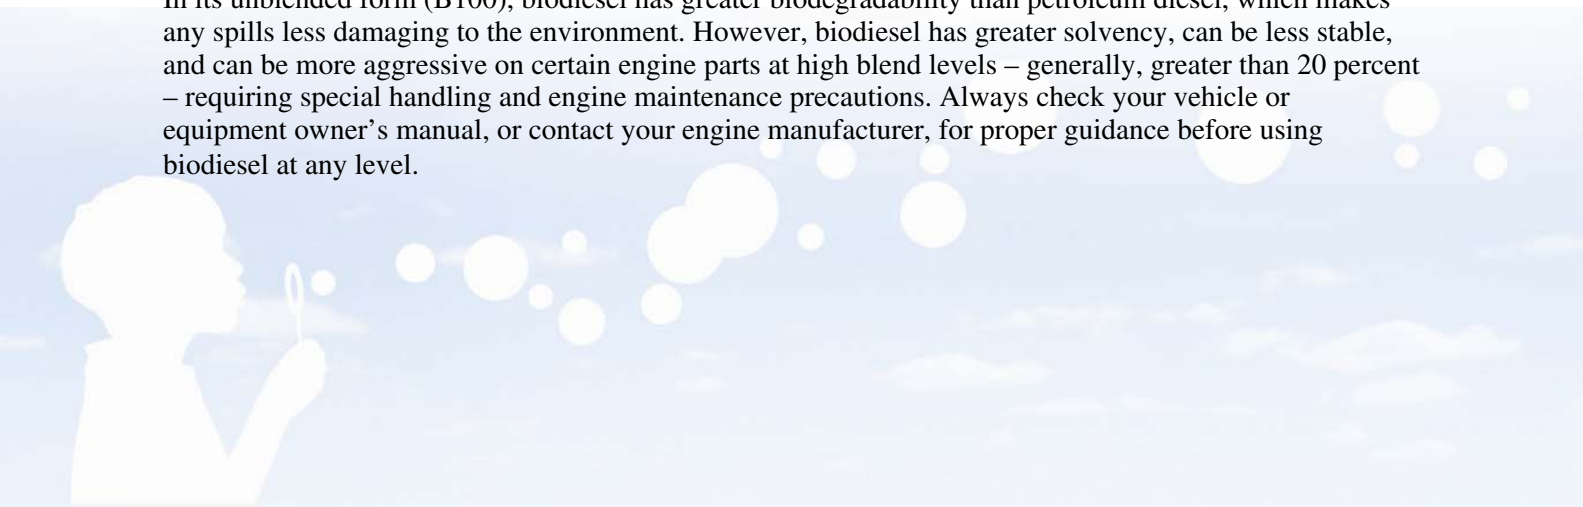 In its unblended form (B100), biodiesel has greater biodegradability than petroleum diesel, which makes
any spills less damaging to the environment. However, biodiesel has greater solvency, can be less stable,
and can be more aggressive on certain engine parts at high blend levels – generally, greater than 20 percent
– requiring special handling and engine maintenance precautions. Always check your vehicle or
equipment owner’s manual, or contact your engine manufacturer, for proper guidance before using
biodiesel at any level.